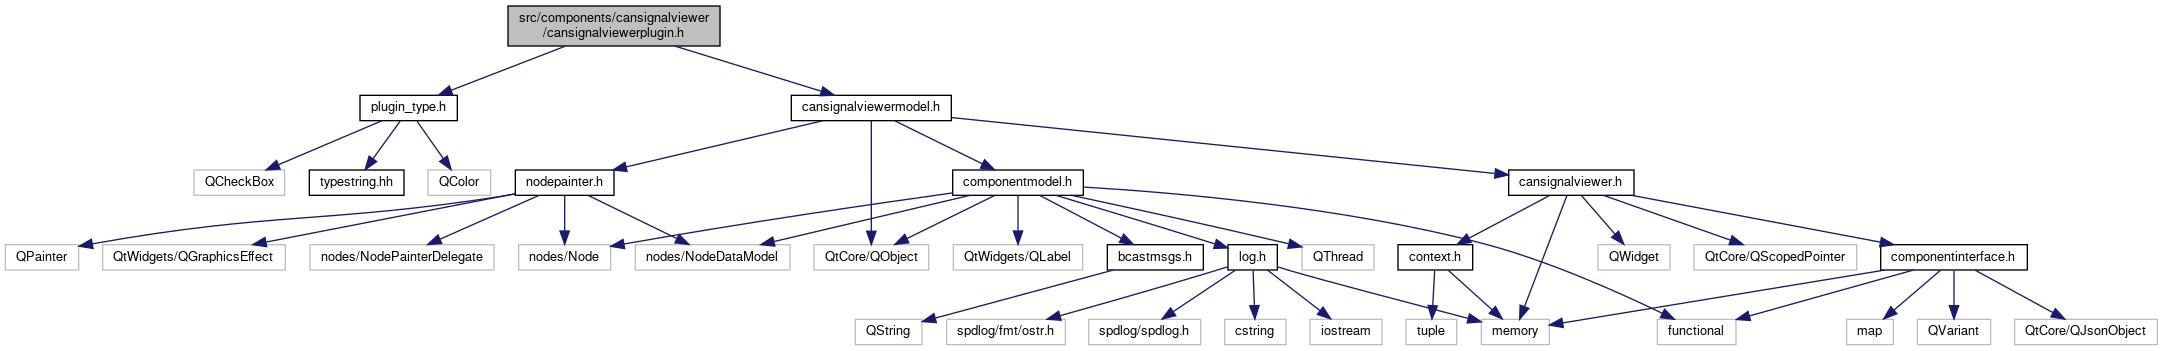 src/components/cansignalviewer
/cansignalviewerplugin.h
plugin_type.h
cansignalviewermodel.h
QCheckBox
typestring.hh
QColor
nodepainter.h
componentmodel.h
cansignalviewer.h
QPainter
QtWidgets/QGraphicsEffect
nodes/NodePainterDelegate
nodes/Node
nodes/NodeDataModel
QtCore/QObject
QtWidgets/QLabel
bcastmsgs.h
log.h
QThread
context.h
QWidget
QtCore/QScopedPointer
componentinterface.h
QString
spdlog/fmt/ostr.h
spdlog/spdlog.h
cstring
iostream
tuple
memory
functional
map
QVariant
QtCore/QJsonObject